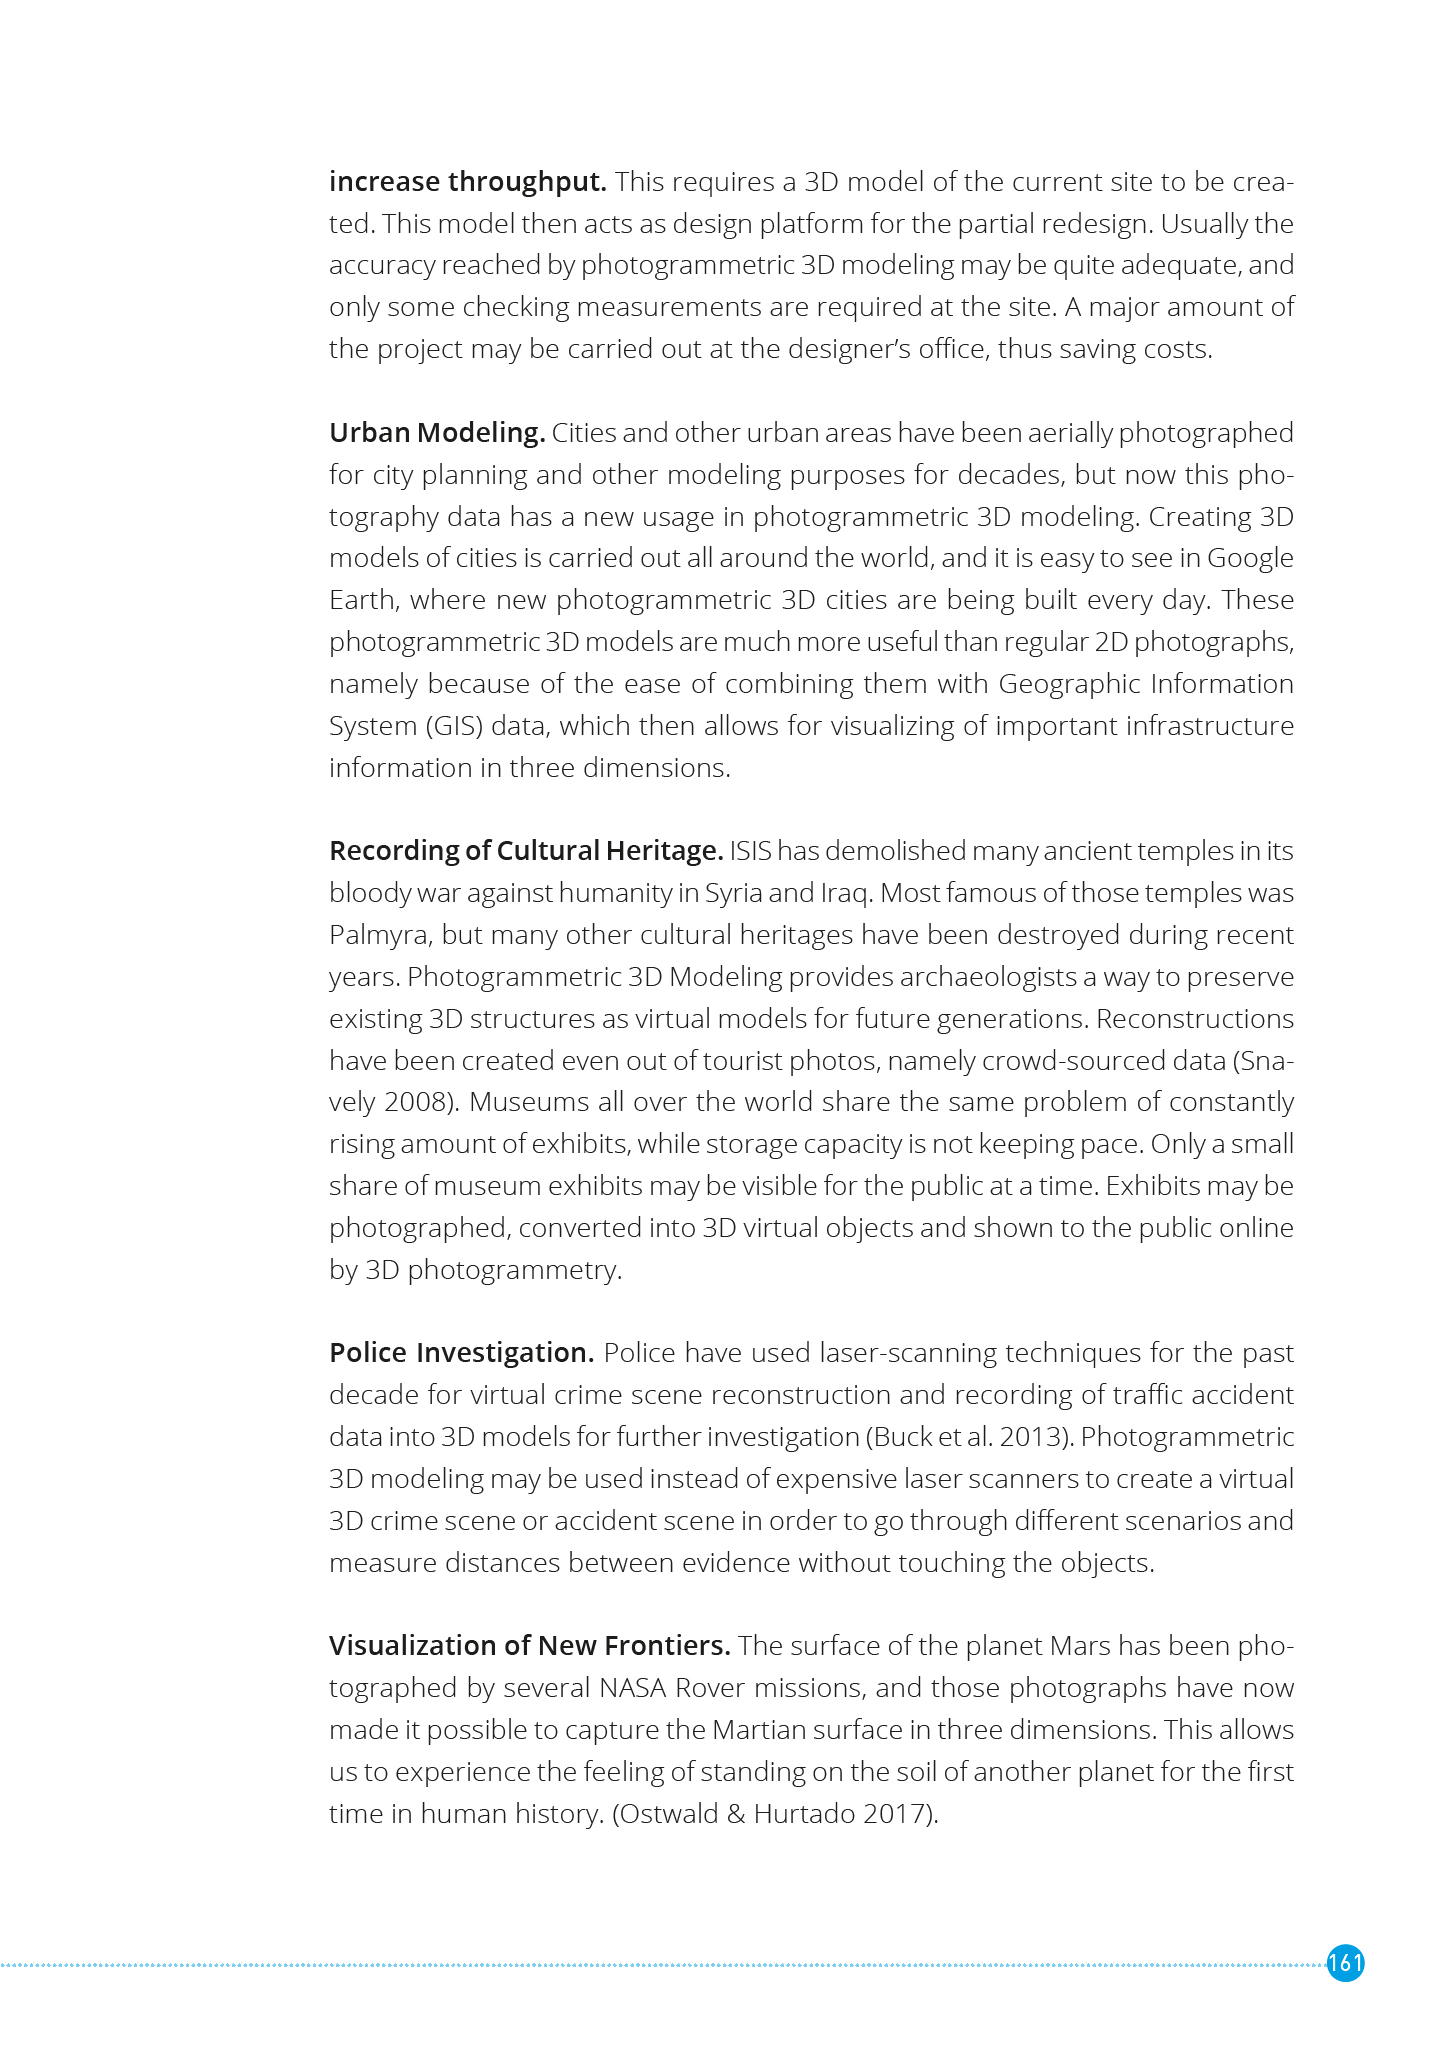 increase throughput. This requires a 3D model of the current site to be crea-
ted. This model then acts as design platform for the partial redesign. Usually the
accuracy reached by photogrammetric 3D modeling may be quite adequate, and
only some checking measurements are required at the site. A major amount of
the project may be carried out at the designer’s office, thus saving costs.
Urban Modeling. Cities and other urban areas have been aerially photographed
for city planning and other modeling purposes for decades, but now this pho-
tography data has a new usage in photogrammetric 3D modeling. Creating 3D
models of cities is carried out all around the world, and it is easy to see in Google
Earth, where new photogrammetric 3D cities are being built every day. These
photogrammetric 3D models are much more useful than regular 2D photographs,
namely because of the ease of combining them with Geographic Information
System (GIS) data, which then allows for visualizing of important infrastructure
information in three dimensions.
Recording of Cultural Heritage. ISIS has demolished many ancient temples in its
bloody war against humanity in Syria and Iraq. Most famous of those temples was
Palmyra, but many other cultural heritages have been destroyed during recent
years. Photogrammetric 3D Modeling provides archaeologists a way to preserve
existing 3D structures as virtual models for future generations. Reconstructions
have been created even out of tourist photos, namely crowd-sourced data (Sna-
vely 2008). Museums all over the world share the same problem of constantly
rising amount of exhibits, while storage capacity is not keeping pace. Only a small
share of museum exhibits may be visible for the public at a time. Exhibits may be
photographed, converted into 3D virtual objects and shown to the public online
by 3D photogrammetry.
Police Investigation. Police have used laser-scanning techniques for the past
decade for virtual crime scene reconstruction and recording of traffic accident
data into 3D models for further investigation (Buck et al. 2013). Photogrammetric
3D modeling may be used instead of expensive laser scanners to create a virtual
3D crime scene or accident scene in order to go through different scenarios and
measure distances between evidence without touching the objects.
Visualization of New Frontiers. The surface of the planet Mars has been pho-
tographed by several NASA Rover missions, and those photographs have now
made it possible to capture the Martian surface in three dimensions. This allows
us to experience the feeling of standing on the soil of another planet for the first
time in human history. (Ostwald & Hurtado 2017).
161